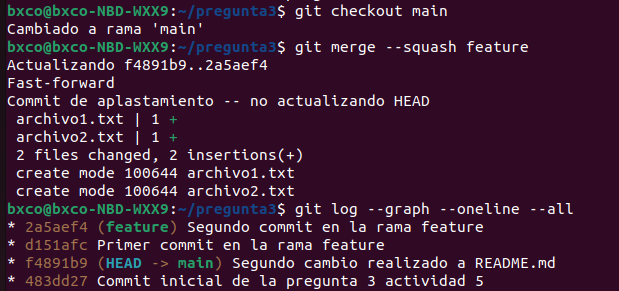 bxco@bxco-NBD-WXX9:~/pregunta3$ git checkout main
Cambiado a rama 'main'
bxco@bxco-NBD-WXX9:~/pregunta3$ git merge --squash feature
Actualizando f4891b9..2a5aef4
Fast-forward
Commit de aplastamiento -- no actualizando HEAD
 archivo1.txt | 1 +
 archivo2.txt | 1 +
 2 files changed, 2 insertions(+)
 create mode 100644 archivo1.txt
 create mode 100644 archivo2.txt
bxco@bxco-NBD-WXX9:~/pregunta3$ git log --graph --oneline --all
* 2a5aef4 (feature) Segundo commit en la rama feature
* d151afc Primer commit en la rama feature
* f4891b9 (HEAD -> main) Segundo cambio realizado a README.md
* 483dd27 Commit inicial de la pregunta 3 actividad 5